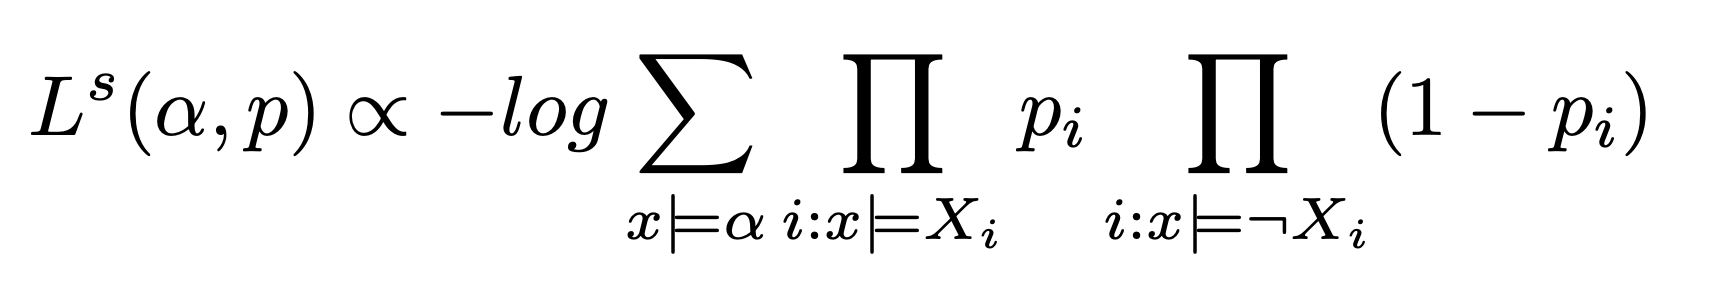 L^s(α, p) ∝ −log ∑_{x⊨α} ∏_{i:x⊨X_i} p_i ∏_{i:x⊨¬X_i} (1 − p_i)